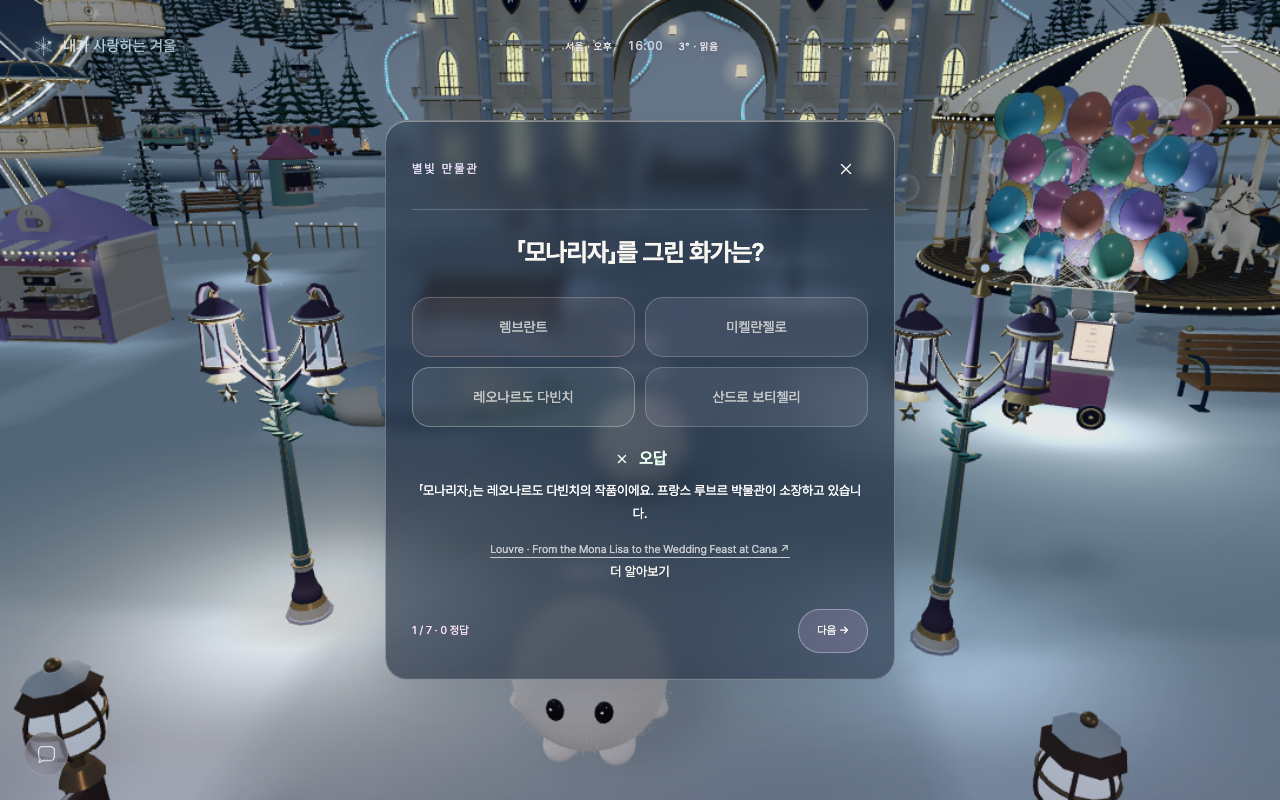 내가 사랑하는 겨울
서울 · 오후 16:00 3° · 맑음
별빛 만물관
「모나리자」를 그린 화가는?
렘브란트
미켈란젤로
레오나르도 다빈치
산드로 보티첼리
× 오답
「모나리자」는 레오나르도 다빈치의 작품이에요. 프랑스 루브르 박물관이 소장하고 있습니
다.
Louvre · From the Mona Lisa to the Wedding Feast at Cana ↗
더 알아보기
1 / 7 · 0 정답
다음 →